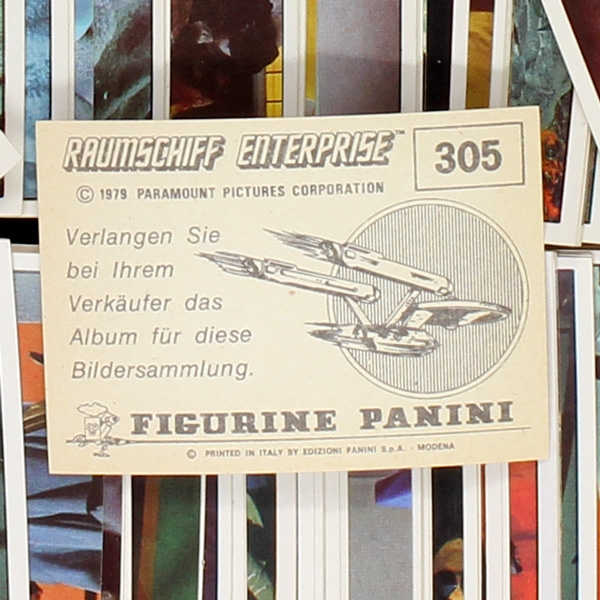 RAUMSCHIFF ENTERPRISE™
305
© 1979 PARAMOUNT PICTURES CORPORATION
Verlangen Sie
bei Ihrem
Verkäufer das
Album für diese
Bildersammlung.
FIGURINE PANINI
© PRINTED IN ITALY BY EDIZIONI PANINI S.p.A. - MODENA